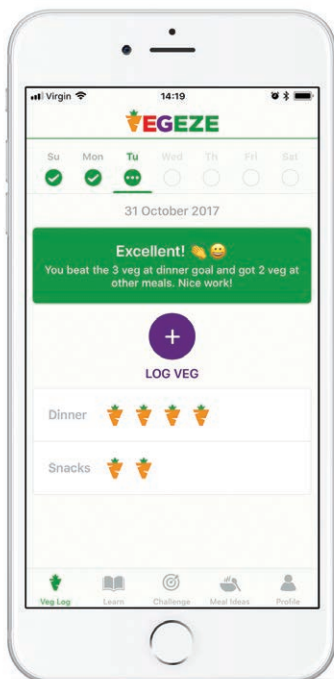 Virgin 14:19
VEGEZE
Su Mon Tu Wed Th Fri Sat
31 October 2017
Excellent! 👏😀
You beat the 3 veg at dinner goal and got 2 veg at
other meals. Nice work!
+
LOG VEG
Dinner
Snacks
Veg Log Learn Challenge Meal Ideas Profile